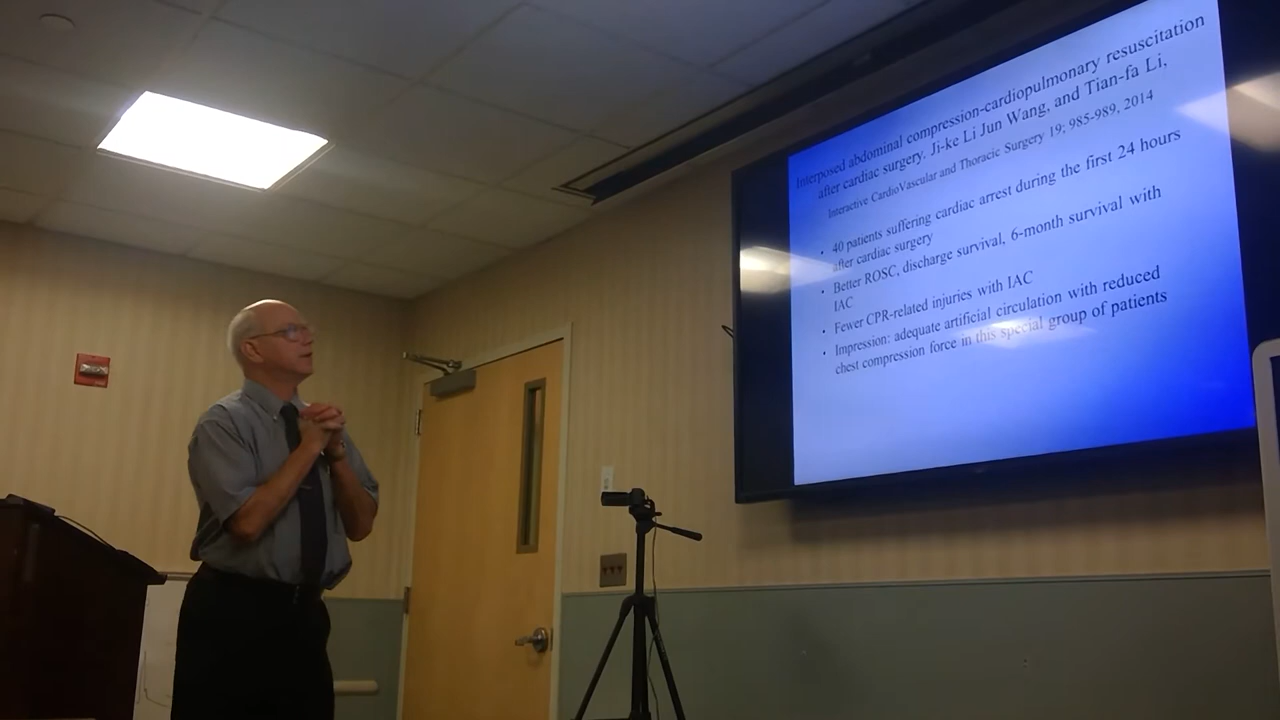 Interposed abdominal compression-cardiopulmonary resuscitation
after cardiac surgery, Ji-ke Li Jun Wang, and Tian-fa Li,
Interactive CardioVascular and Thoracic Surgery 19; 985-989, 2014
• 40 patients suffering cardiac arrest during the first 24 hours
after cardiac surgery
• Better ROSC, discharge survival, 6-month survival with
IAC
• Fewer CPR-related injuries with IAC
• Impression: adequate artificial circulation with reduced
chest compression force in this special group of patients